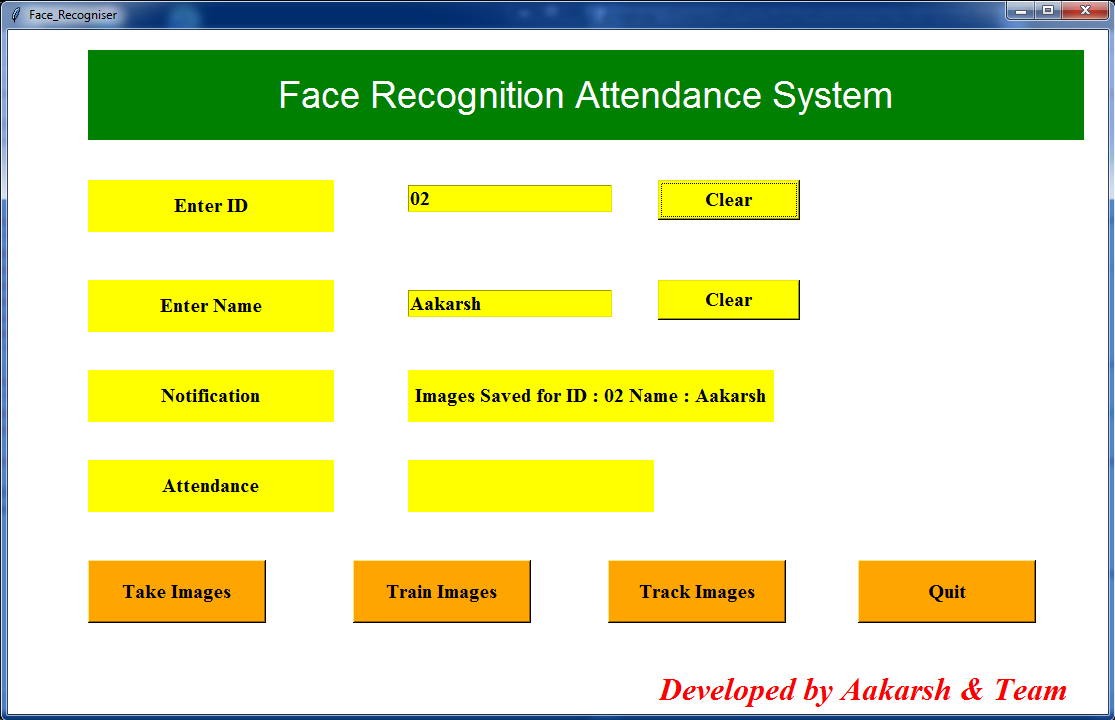 Face_Recogniser
Face Recognition Attendance System
Enter ID
02
Clear
Enter Name
Aakarsh
Clear
Notification
Images Saved for ID : 02 Name : Aakarsh
Attendance
Take Images
Train Images
Track Images
Quit
Developed by Aakarsh & Team